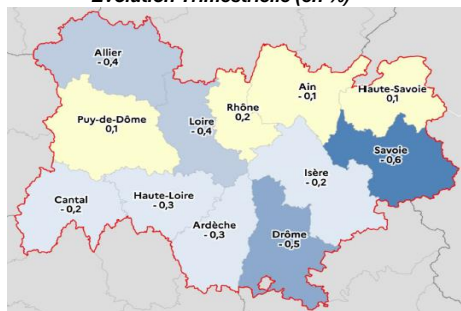 Evolution Trimestrielle (en %)
Allier
- 0,4
Puy-de-Dôme
0,1
Loire
- 0,4
Rhône
0,2
Ain
- 0,1
Haute-Savoie
0,1
Savoie
- 0,6
Isère
- 0,2
Cantal
- 0,2
Haute-Loire
- 0,3
Ardèche
- 0,3
Drôme
- 0,5